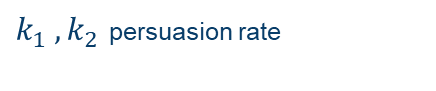 k₁ , k₂ persuasion rate